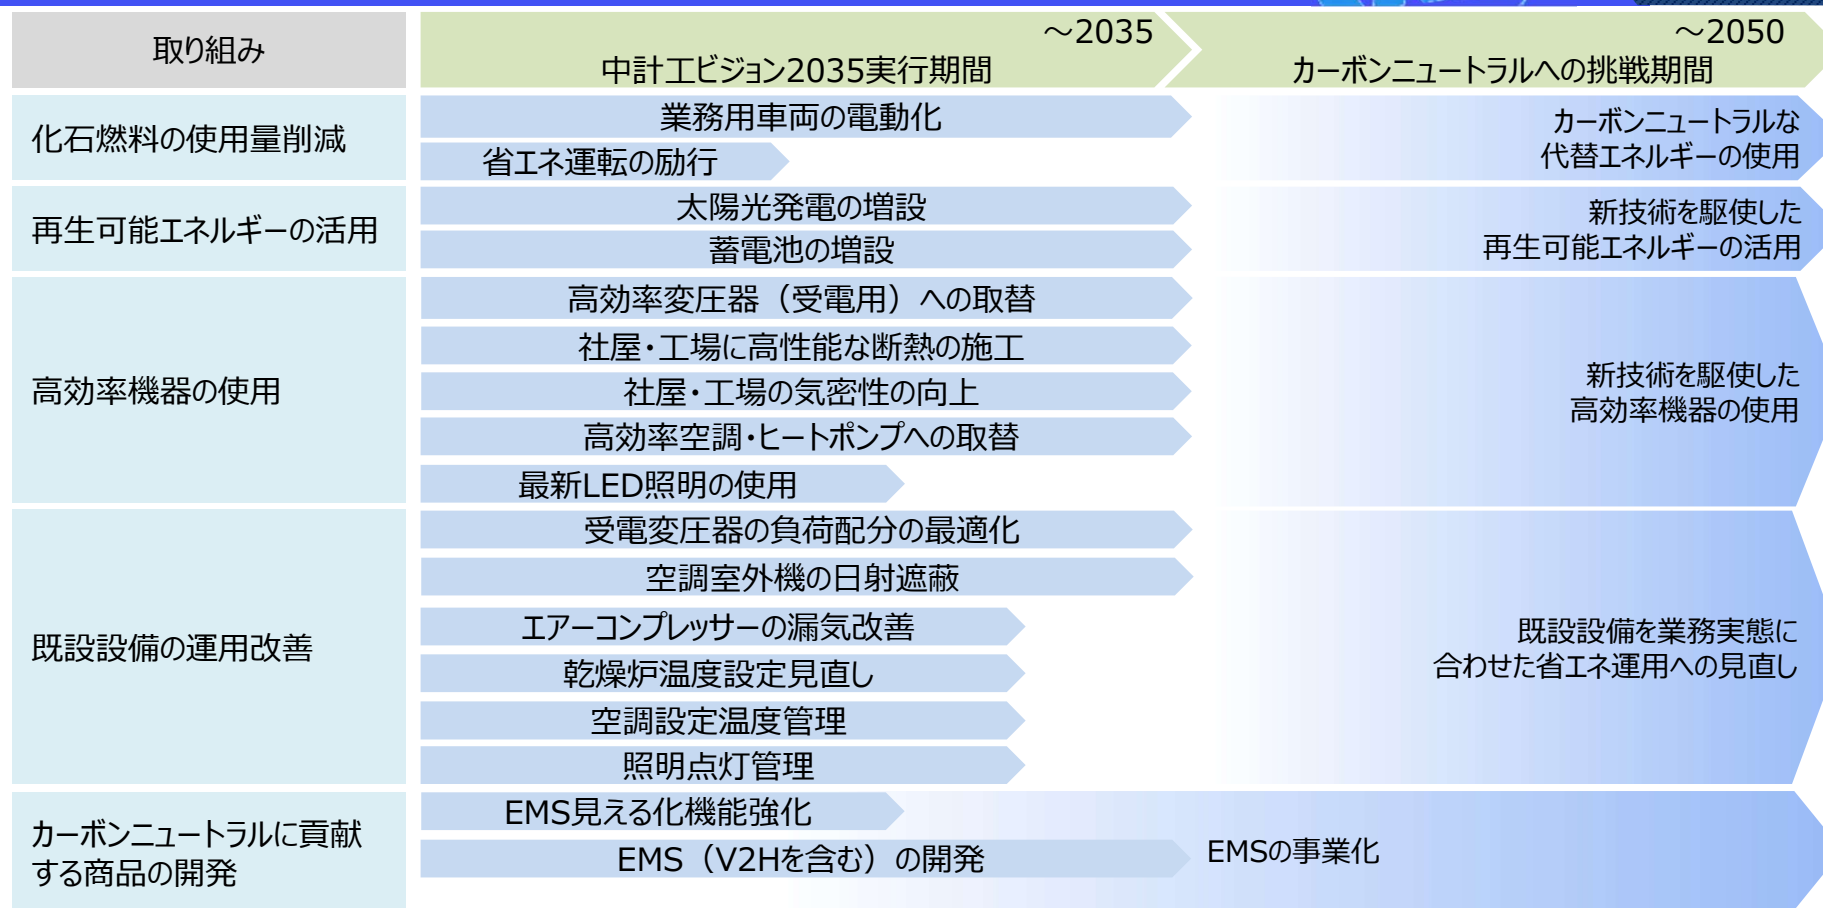 取り組み
～2035
中計工ビジョン2035実行期間
～2050
カーボンニュートラルへの挑戦期間
化石燃料の使用量削減
業務用車両の電動化
省エネ運転の励行
カーボンニュートラルな
代替エネルギーの使用
再生可能エネルギーの活用
太陽光発電の増設
蓄電池の増設
新技術を駆使した
再生可能エネルギーの活用
高効率機器の使用
高効率変圧器（受電用）への取替
社屋・工場に高性能な断熱の施工
社屋・工場の気密性の向上
高効率空調・ヒートポンプへの取替
最新LED照明の使用
新技術を駆使した
高効率機器の使用
既設設備の運用改善
受電変圧器の負荷配分の最適化
空調室外機の日射遮蔽
エアーコンプレッサーの漏気改善
乾燥炉温度設定見直し
空調設定温度管理
照明点灯管理
既設設備を業務実態に
合わせた省エネ運用への見直し
カーボンニュートラルに貢献
する商品の開発
EMS見える化機能強化
EMS（V2Hを含む）の開発
EMSの事業化